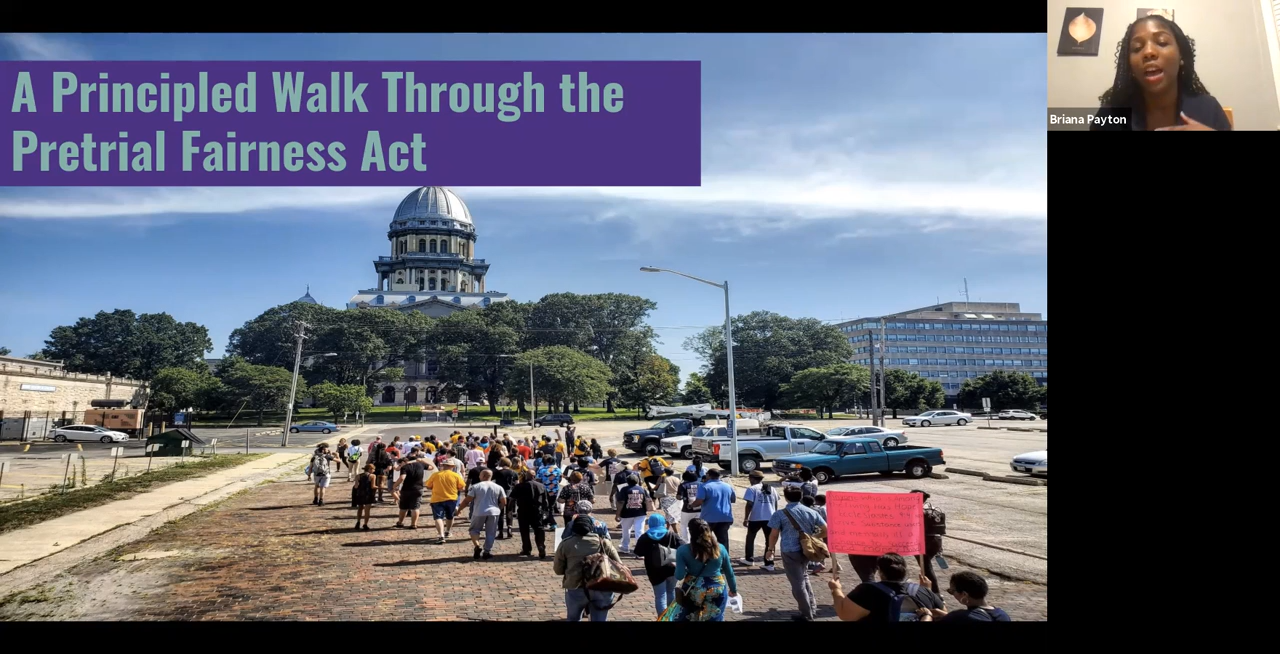 A Principled Walk Through the
Pretrial Fairness Act
Briana Payton